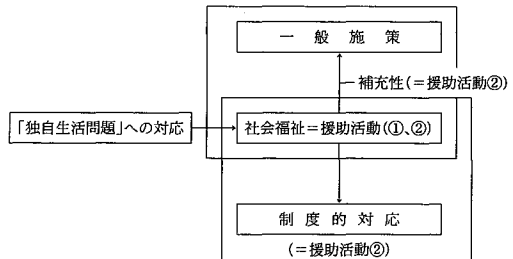 一般施策
補充性(=援助活動②)
「独自生活問題」への対応
社会福祉=援助活動(①、②)
制度的対応
(=援助活動②)